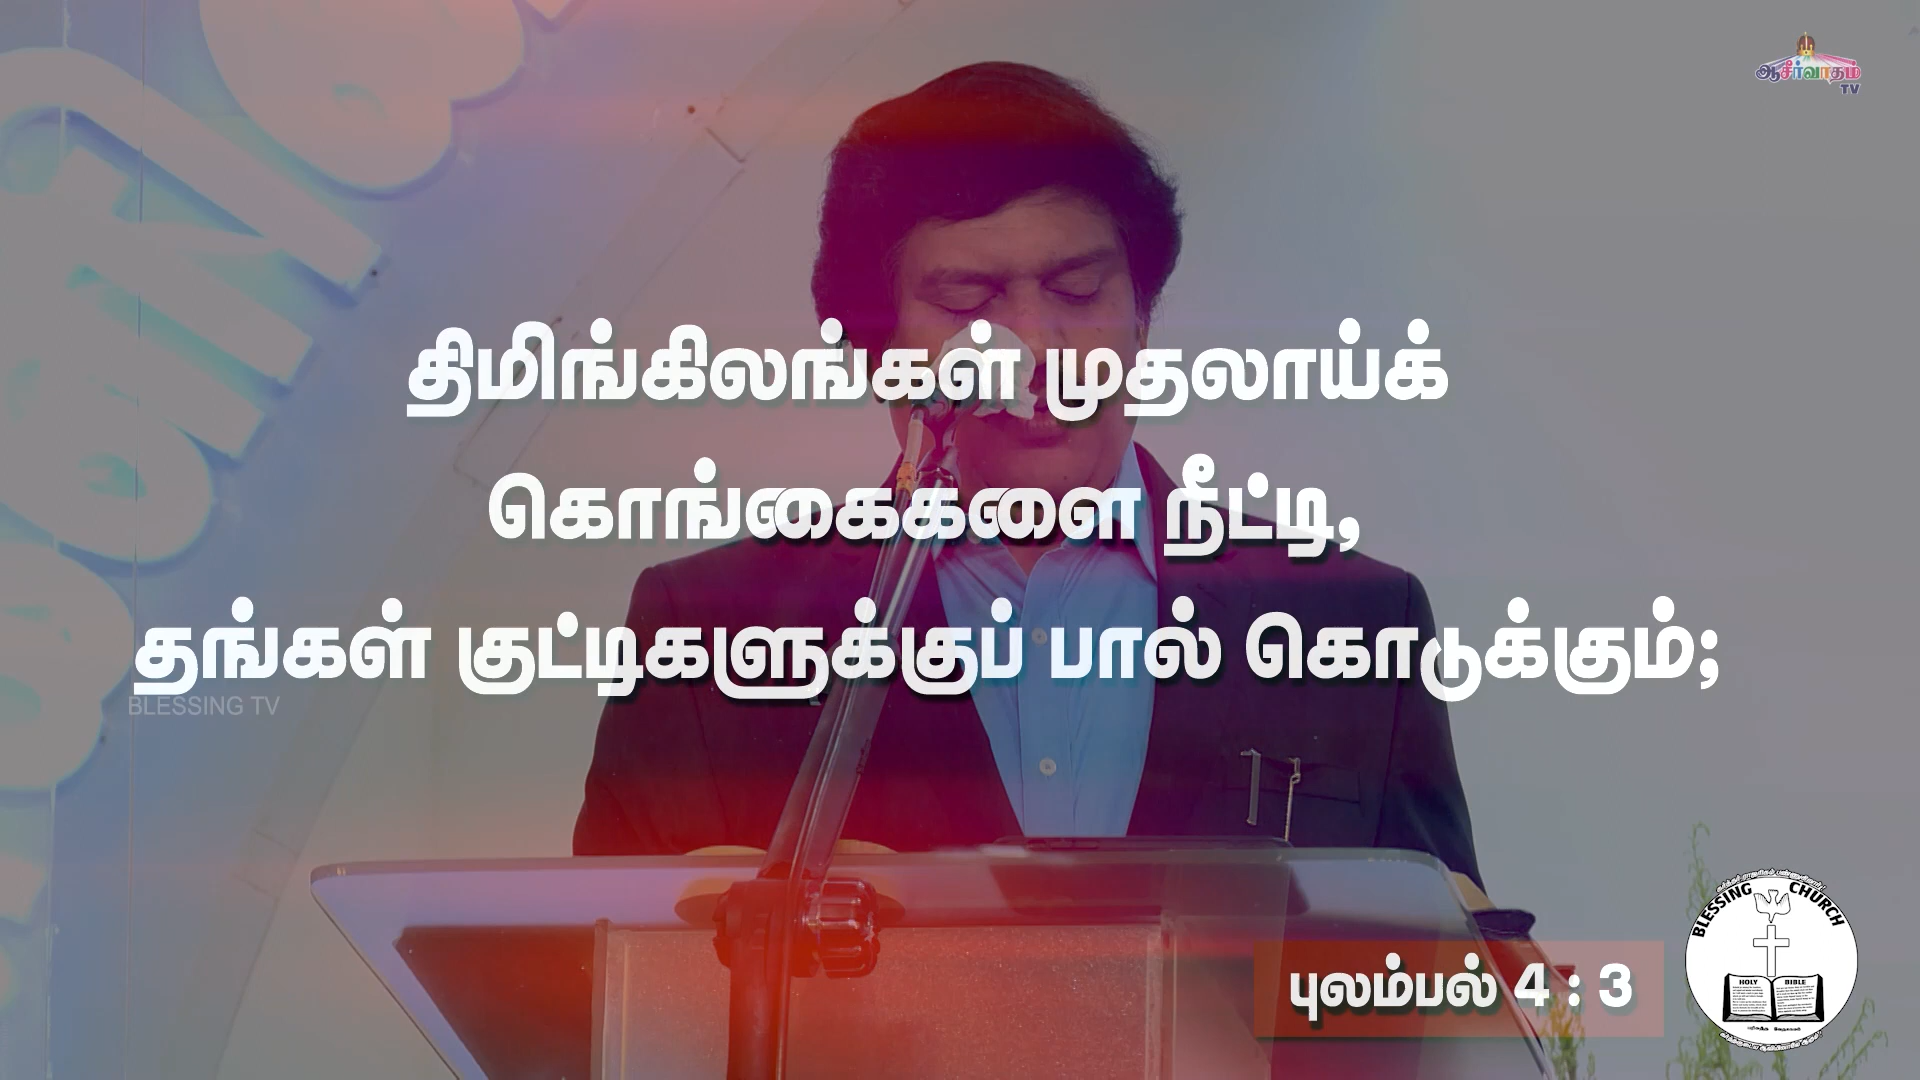 ஆசீர்வாதம்
TV
திமிங்கிலங்கள் முதலாய்க்
கொங்கைகளை நீட்டி,
தங்கள் குட்டிகளுக்குப் பால் கொடுக்கும்;
BLESSING TV
புலம்பல் 4 : 3
BLESSING CHURCH
HOLY BIBLE